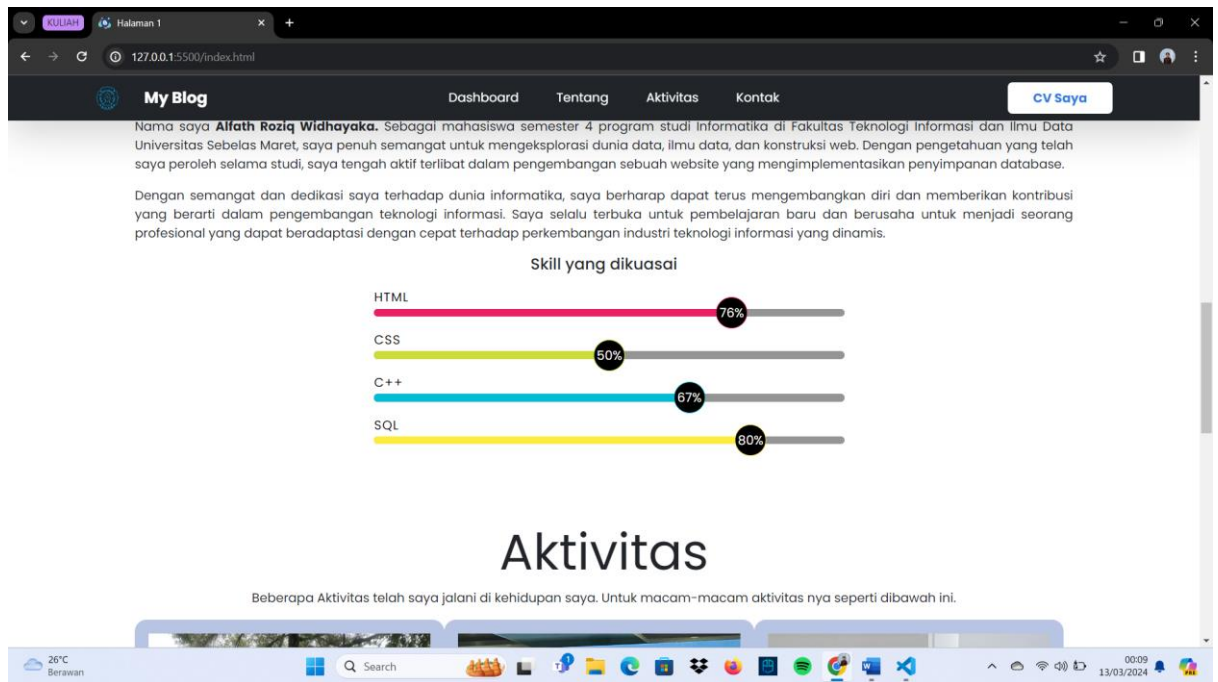 KULIAH
Halaman 1
127.0.0.1:5500/index.html
My Blog
Dashboard
Tentang
Aktivitas
Kontak
CV Saya
Nama saya Alfath Roziq Widhayaka. Sebagai mahasiswa semester 4 program studi Informatika di Fakultas Teknologi Informasi dan Ilmu Data
Universitas Sebelas Maret, saya penuh semangat untuk mengeksplorasi dunia data, ilmu data, dan konstruksi web. Dengan pengetahuan yang telah
saya peroleh selama studi, saya tengah aktif terlibat dalam pengembangan sebuah website yang mengimplementasikan penyimpanan database.
Dengan semangat dan dedikasi saya terhadap dunia informatika, saya berharap dapat terus mengembangkan diri dan memberikan kontribusi
yang berarti dalam pengembangan teknologi informasi. Saya selalu terbuka untuk pembelajaran baru dan berusaha untuk menjadi seorang
profesional yang dapat beradaptasi dengan cepat terhadap perkembangan industri teknologi informasi yang dinamis.
Skill yang dikuasai
HTML
76%
CSS
50%
C++
67%
SQL
80%
Aktivitas
Beberapa Aktivitas telah saya jalani di kehidupan saya. Untuk macam-macam aktivitas nya seperti dibawah ini.
26°C
Berawan
Search
1
00:09
13/03/2024